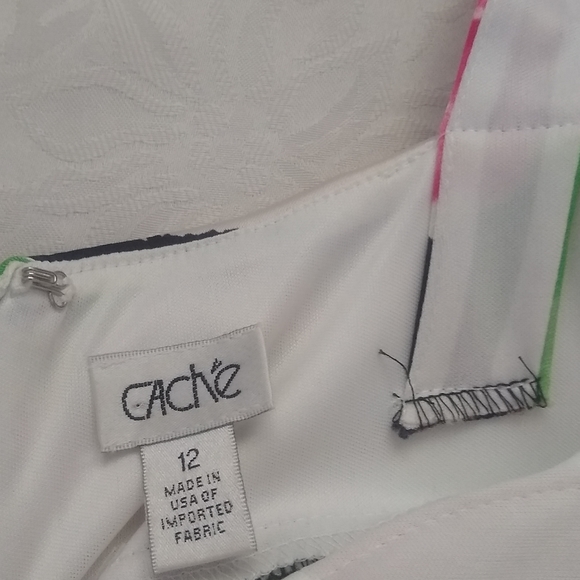 CAChé
12
MADE IN
USA OF
IMPORTED
FABRIC